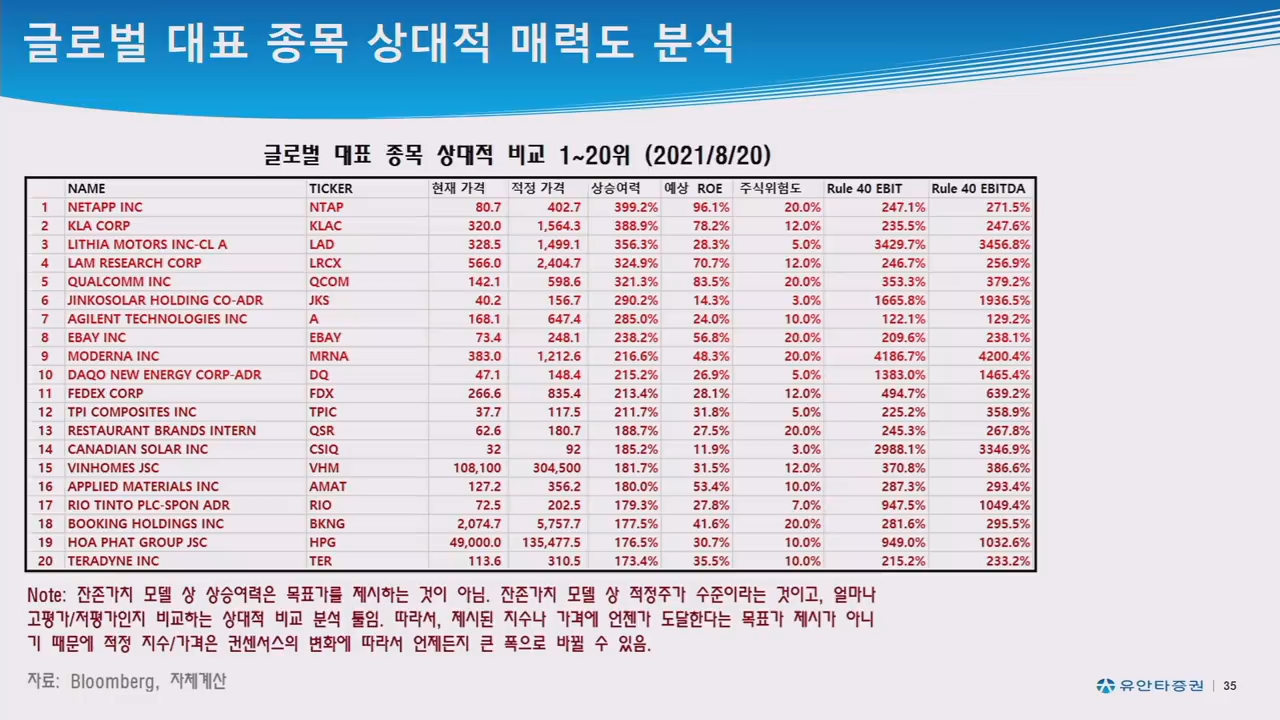 글로벌 대표 종목 상대적 매력도 분석
글로벌 대표 종목 상대적 비교 1~20위 (2021/8/20)
NAME TICKER 현재 가격 적정 가격 상승여력 예상 ROE 주식위험도 Rule 40 EBIT Rule 40 EBITDA
1 NETAPP INC NTAP 80.7 402.7 399.2% 96.1% 20.0% 247.1% 271.5%
2 KLA CORP KLAC 320.0 1,564.3 388.9% 78.2% 12.0% 235.5% 247.6%
3 LITHIA MOTORS INC-CL A LAD 328.5 1,499.1 356.3% 28.3% 5.0% 3429.7% 3456.8%
4 LAM RESEARCH CORP LRCX 566.0 2,404.7 324.9% 70.7% 12.0% 246.7% 256.9%
5 QUALCOMM INC QCOM 142.1 598.6 321.3% 83.5% 20.0% 353.3% 379.2%
6 JINKOSOLAR HOLDING CO-ADR JKS 40.2 156.7 290.2% 14.3% 3.0% 1665.8% 1936.5%
7 AGILENT TECHNOLOGIES INC A 168.1 647.4 285.0% 24.0% 10.0% 122.1% 129.2%
8 EBAY INC EBAY 73.4 248.1 238.2% 56.8% 20.0% 209.6% 238.1%
9 MODERNA INC MRNA 383.0 1,212.6 216.6% 48.3% 20.0% 4186.7% 4200.4%
10 DAQO NEW ENERGY CORP-ADR DQ 47.1 148.4 215.2% 26.9% 5.0% 1383.0% 1465.4%
11 FEDEX CORP FDX 266.6 835.4 213.4% 28.1% 12.0% 494.7% 639.2%
12 TPI COMPOSITES INC TPIC 37.7 117.5 211.7% 31.8% 5.0% 225.2% 358.9%
13 RESTAURANT BRANDS INTERN QSR 62.6 180.7 188.7% 27.5% 20.0% 245.3% 267.8%
14 CANADIAN SOLAR INC CSIQ 32 92 185.2% 11.9% 3.0% 2988.1% 3346.9%
15 VINHOMES JSC VHM 108,100 304,500 181.7% 31.5% 12.0% 370.8% 386.6%
16 APPLIED MATERIALS INC AMAT 127.2 356.2 180.0% 53.4% 10.0% 287.3% 293.4%
17 RIO TINTO PLC-SPON ADR RIO 72.5 202.5 179.3% 27.8% 7.0% 947.5% 1049.4%
18 BOOKING HOLDINGS INC BKNG 2,074.7 5,757.7 177.5% 41.6% 20.0% 281.6% 295.5%
19 HOA PHAT GROUP JSC HPG 49,000.0 135,477.5 176.5% 30.7% 10.0% 949.0% 1032.6%
20 TERADYNE INC TER 113.6 310.5 173.4% 35.5% 10.0% 215.2% 233.2%
Note: 잔존가치 모델 상 상승여력은 목표가를 제시하는 것이 아님. 잔존가치 모델 상 적정주가 수준이라는 것이고, 얼마나
고평가/저평가인지 비교하는 상대적 비교 분석 툴임. 따라서, 제시된 지수나 가격에 언젠가 도달한다는 목표가 제시가 아니
기 때문에 적정 지수/가격은 컨센서스의 변화에 따라서 언제든지 큰 폭으로 바뀔 수 있음.
자료: Bloomberg, 자체계산
유안타증권 35